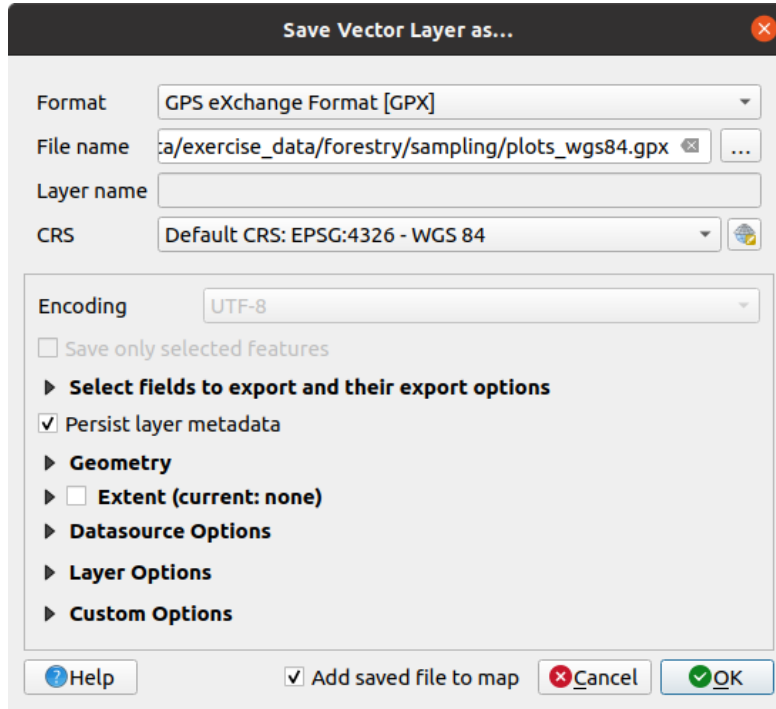 Save Vector Layer as...
Format GPS eXchange Format [GPX]
File name ta/exercise_data/forestry/sampling/plots_wgs84.gpx ...
Layer name
CRS Default CRS: EPSG:4326 - WGS 84
Encoding UTF-8
Save only selected features
Select fields to export and their export options
Persist layer metadata
Geometry
Extent (current: none)
Datasource Options
Layer Options
Custom Options
Help Add saved file to map Cancel OK